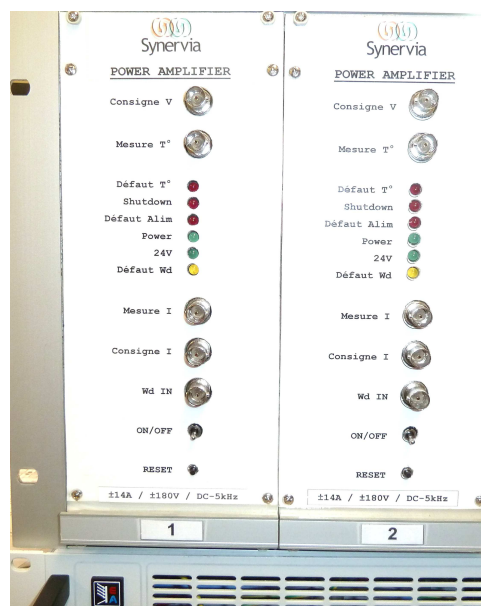 Synervia
POWER AMPLIFIER
Consigne V
Mesure T°
Défaut T°
Shutdown
Défaut Alim
Power
24V
Défaut Wd
Mesure I
Consigne I
Wd IN
ON/OFF
RESET
±14A / ±180V / DC-5kHz
1
Synervia
POWER AMPLIFIER
Consigne V
Mesure T°
Défaut T°
Shutdown
Défaut Alim
Power
24V
Défaut Wd
Mesure I
Consigne I
Wd IN
ON/OFF
RESET
±14A / ±180V / DC-5kHz
2